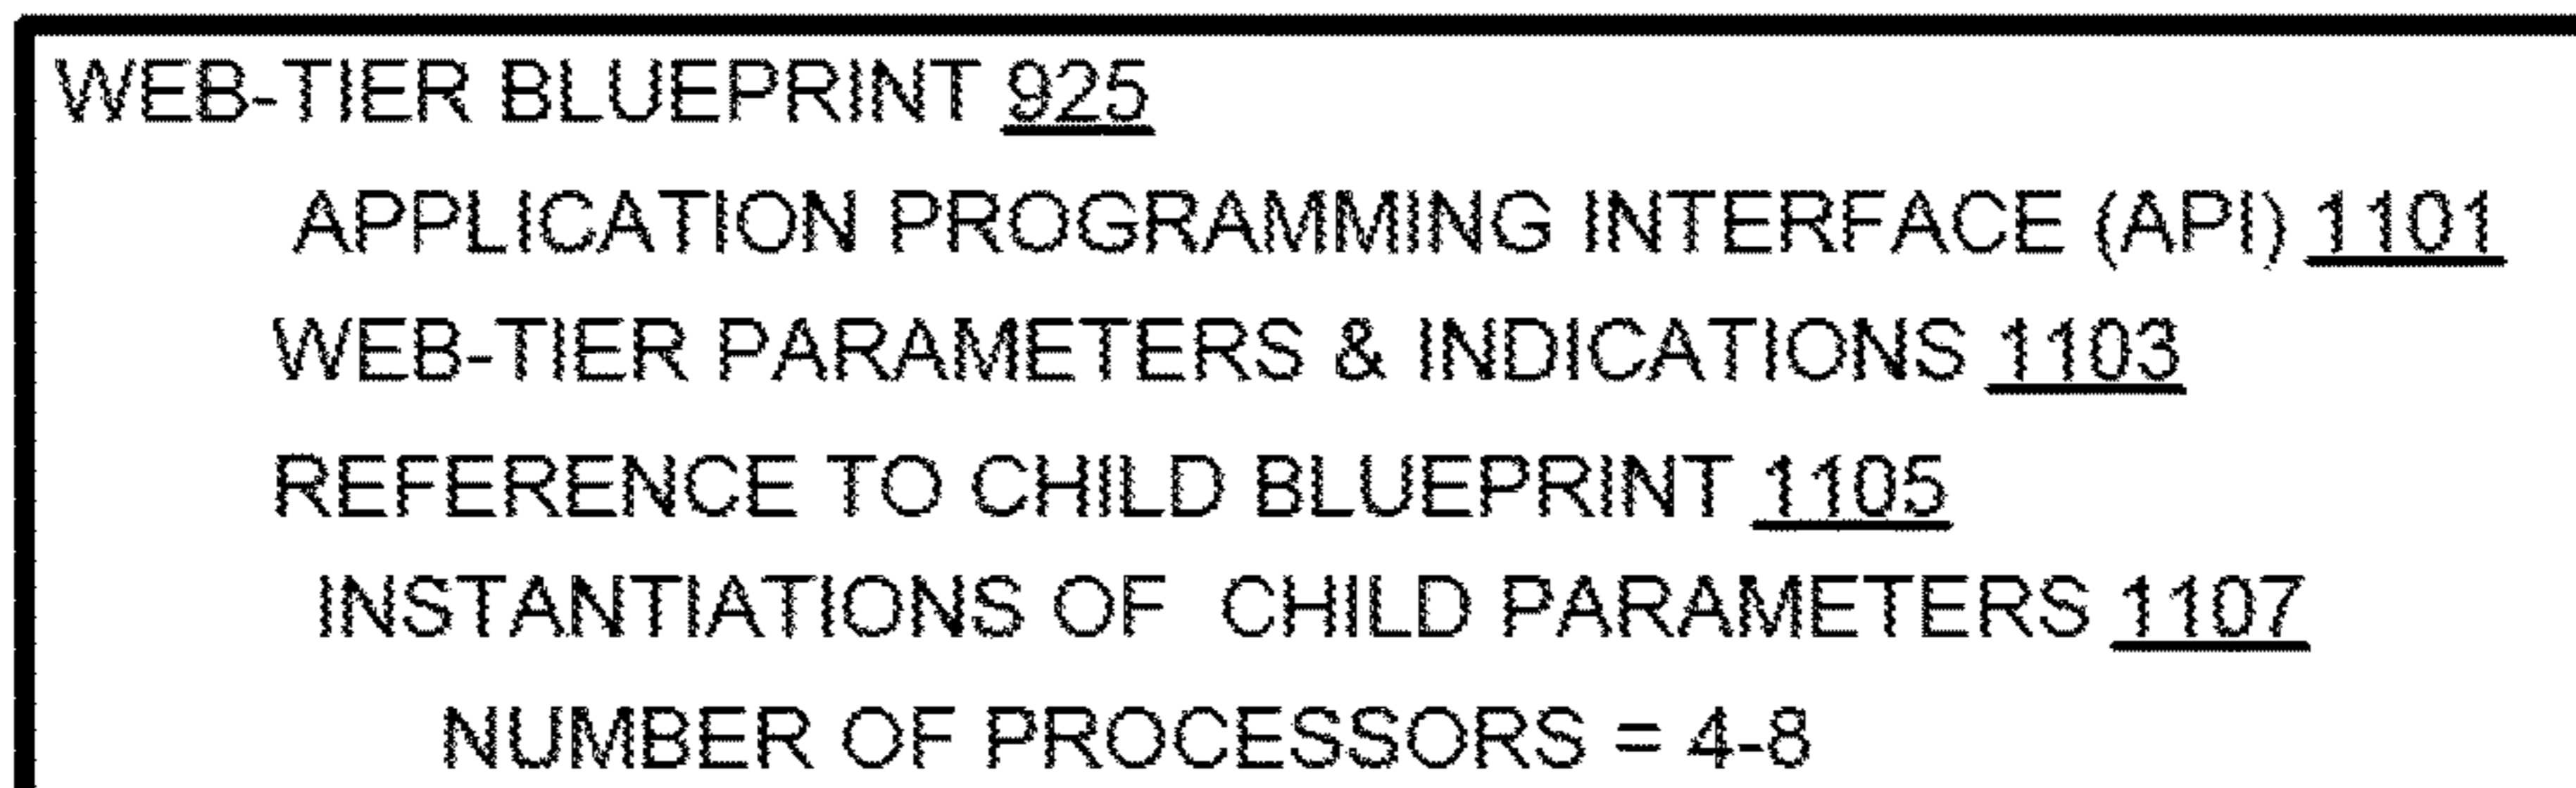 WEB-TIER BLUEPRINT 925
APPLICATION PROGRAMMING INTERFACE (API) 1101
WEB-TIER PARAMETERS & INDICATIONS 1103
REFERENCE TO CHILD BLUEPRINT 1105
INSTANTIATIONS OF CHILD PARAMETERS 1107
NUMBER OF PROCESSORS = 4-8